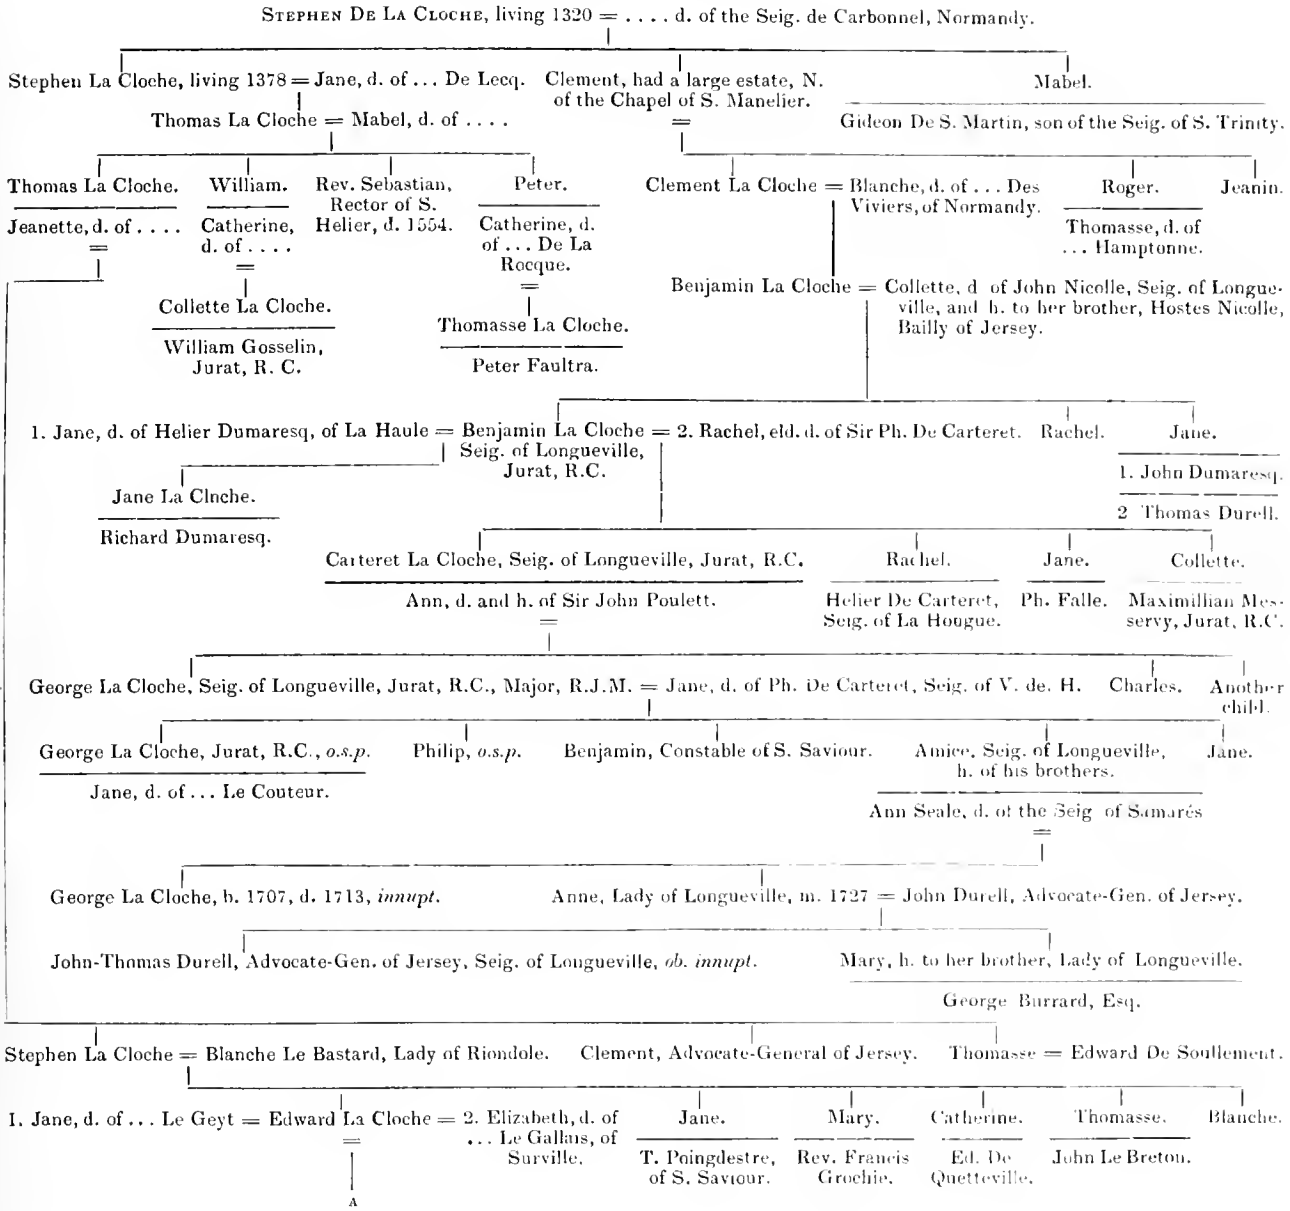 STEPHEN DE LA CLOCHE, living 1320 = . . . . d. of the Seig. de Carbonnel, Normandy.
Stephen La Cloche, living 1378 = Jane, d. of ... De Lecq.
Clement, had a large estate, N.
of the Chapel of S. Manelier.
=
Mabel.
Gideon De S. Martin, son of the Seig. of S. Trinity.
Thomas La Cloche = Mabel, d. of . . . .
Thomas La Cloche.
Jeanette, d. of . . . .
=
William.
Catherine,
d. of . . . .
=
Rev. Sebastian,
Rector of S.
Helier, d. 1554.
Peter.
Catherine, d.
of ... De La
Rocque.
=
Clement La Cloche = Blanche, d. of ... Des
Viviers, of Normandy.
Roger.
Thomasse, d. of
... Hamptonne.
Jeanin.
Collette La Cloche.
William Gosselin,
Jurat, R. C.
Thomasse La Cloche.
Peter Faultra.
Benjamin La Cloche = Collette, d of John Nicolle, Seig. of Longue-
ville, and h. to her brother, Hostes Nicolle,
Bailly of Jersey.
1. Jane, d. of Helier Dumaresq, of La Haule = Benjamin La Cloche = 2. Rachel, eld. d. of Sir Ph. De Carteret.
Seig. of Longueville,
Jurat, R.C.
Rachel.
Jane.
1. John Dumaresq.
2 Thomas Durell.
Jane La Clnche.
Richard Dumaresq.
Carteret La Cloche, Seig. of Longueville, Jurat, R.C.
Ann, d. and h. of Sir John Poulett.
=
Rachel.
Helier De Carteret,
Seig. of La Hougue.
Jane.
Ph. Falle.
Collette.
Maximillian Mes-
servy, Jurat, R.C.
George La Cloche, Seig. of Longueville, Jurat, R.C., Major, R.J.M. = Jane, d. of Ph. De Carteret, Seig. of V. de. H.
Charles.
Another
child.
George La Cloche, Jurat, R.C., o.s.p.
Jane, d. of ... Le Couteur.
Philip, o.s.p.
Benjamin, Constable of S. Saviour.
Amice, Seig. of Longueville,
h. of his brothers.
Ann Seale, d. of the Seig of Samarés
=
Jane.
George La Cloche, b. 1707, d. 1713, innupt.
Anne, Lady of Longueville, m. 1727 = John Durell, Advocate-Gen. of Jersey.
John-Thomas Durell, Advocate-Gen. of Jersey, Seig. of Longueville, ob. innupt.
Mary, h. to her brother, Lady of Longueville.
George Burrard, Esq.
Stephen La Cloche = Blanche Le Bastard, Lady of Riondole.
Clement, Advocate-General of Jersey.
Thomasse = Edward De Soullement.
1. Jane, d. of ... Le Geyt = Edward La Cloche = 2. Elizabeth, d. of
... Le Gallais, of
Surville.
=
A
Jane.
T. Poingdestre,
of S. Saviour.
Mary.
Rev. Francis
Grochie.
Catherine.
Ed. De
Quetteville.
Thomasse.
John Le Breton.
Blanche.